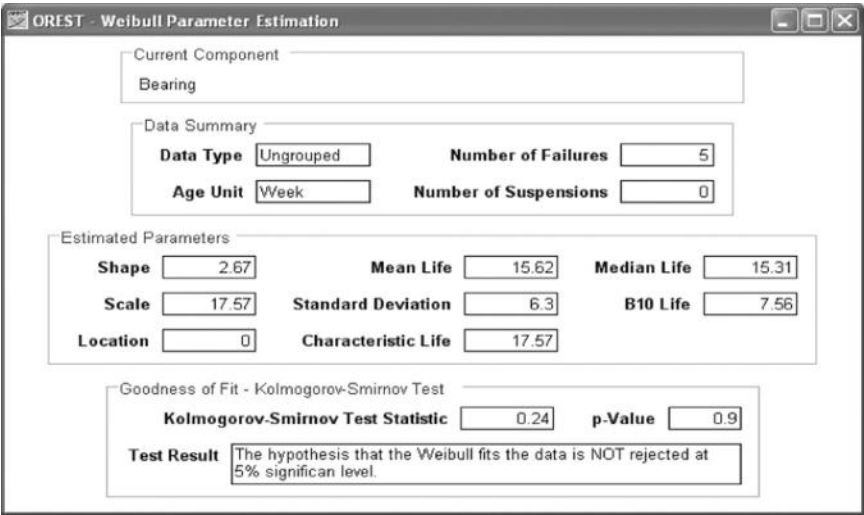 OREST - Weibull Parameter Estimation
Current Component
Bearing
Data Summary
Data Type Ungrouped Number of Failures 5
Age Unit Week Number of Suspensions 0
Estimated Parameters
Shape 2.67 Mean Life 15.62 Median Life 15.31
Scale 17.57 Standard Deviation 6.3 B10 Life 7.56
Location 0 Characteristic Life 17.57
Goodness of Fit - Kolmogorov-Smirnov Test
Kolmogorov-Smirnov Test Statistic 0.24 p-Value 0.9
Test Result The hypothesis that the Weibull fits the data is NOT rejected at
5% significan level.